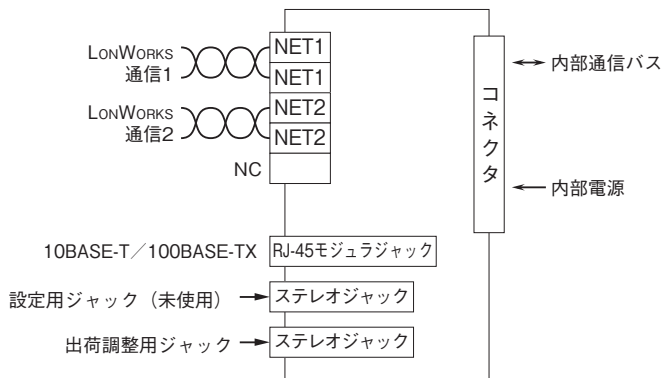 LONWORKS
通信1
NET1
NET1
LONWORKS
通信2
NET2
NET2
NC
10BASE-T／100BASE-TX
RJ-45モジュラジャック
設定用ジャック（未使用）
ステレオジャック
出荷調整用ジャック
ステレオジャック
コネクタ
内部通信バス
内部電源